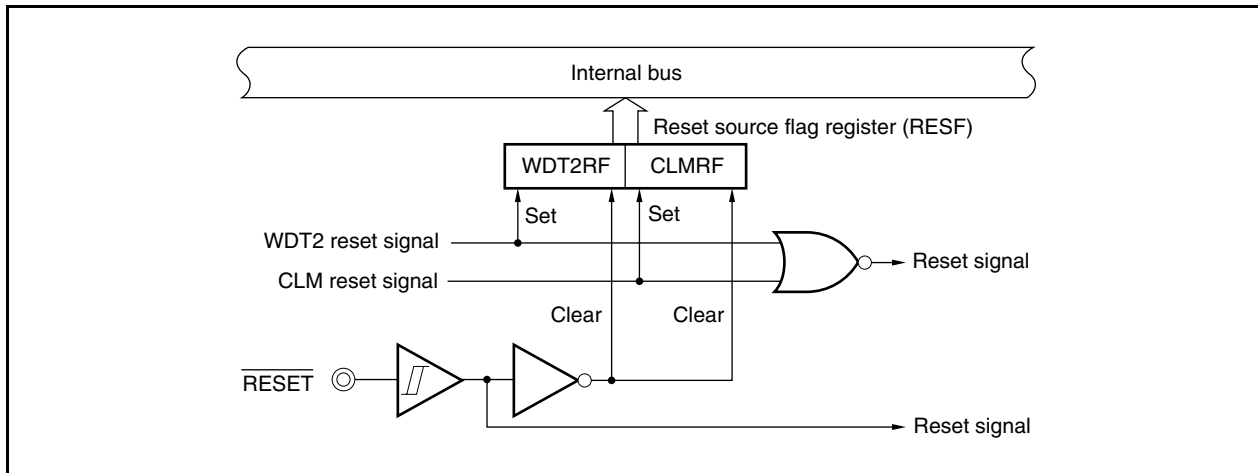 Internal bus
Reset source flag register (RESF)
WDT2RF CLMRF
Set Set
WDT2 reset signal
Reset signal
CLM reset signal
Clear Clear
RESET
Reset signal